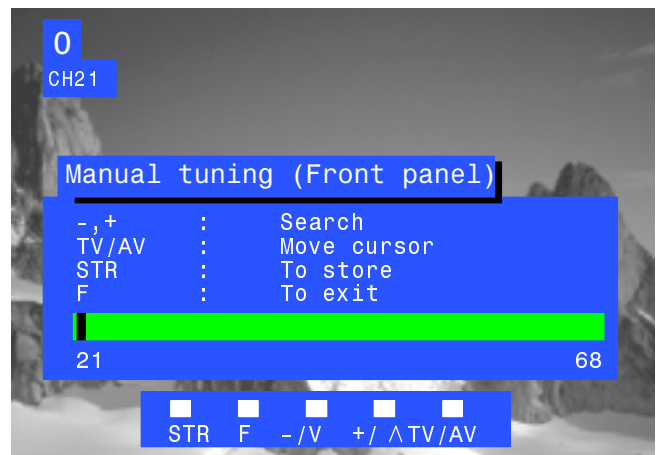 0
CH21
Manual tuning (Front panel)
-,+ : Search
TV/AV : Move cursor
STR : To store
F : To exit
21 68
STR F -/V +/ ∧ TV/AV